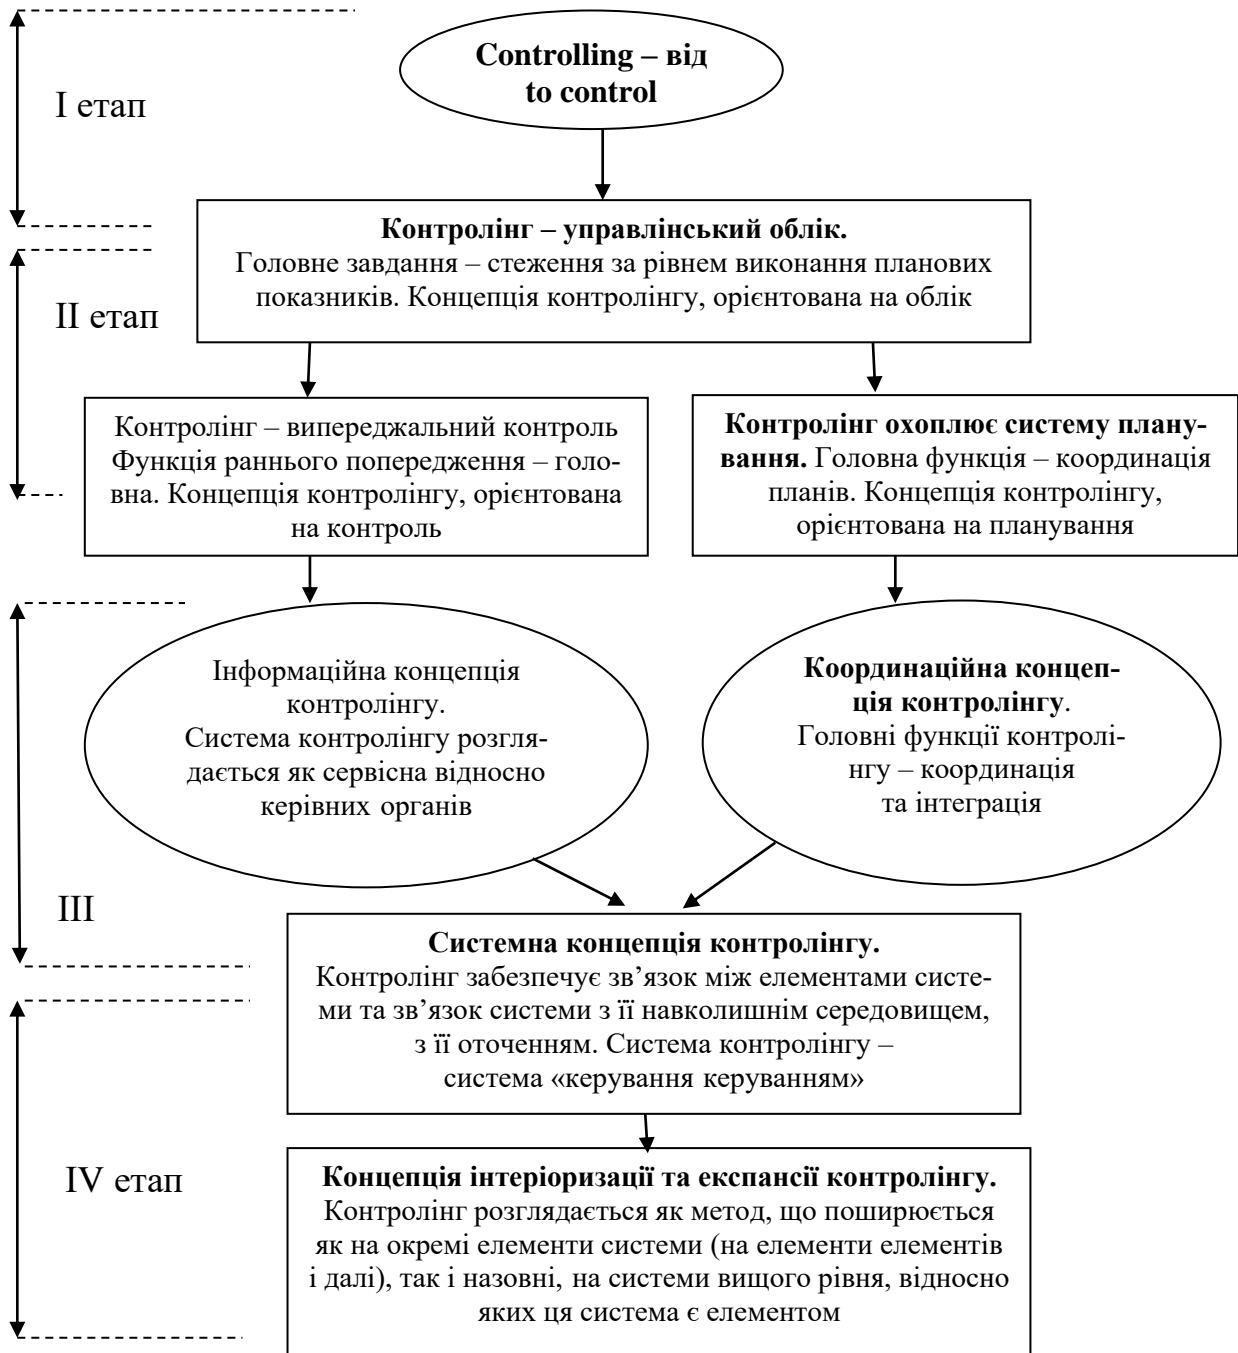 Controlling – від
to control
I етап
Контролінг – управлінський облік.
Головне завдання – стеження за рівнем виконання планових
показників. Концепція контролінгу, орієнтована на облік
II етап
Контролінг – випереджальний контроль
Функція раннього попередження – голо-
вна. Концепція контролінгу, орієнтована
на контроль
Контролінг охоплює систему плану-
вання. Головна функція – координація
планів. Концепція контролінгу,
орієнтована на планування
Інформаційна концепція
контролінгу.
Система контролінгу розгля-
дається як сервісна відносно
керівних органів
Координаційна концеп-
ція контролінгу.
Головні функції контролі-
нгу – координація
та інтеграція
III
Системна концепція контролінгу.
Контролінг забезпечує зв’язок між елементами систе-
ми та зв’язок системи з її навколишнім середовищем,
з її оточенням. Система контролінгу –
система «керування керуванням»
IV етап
Концепція інтеріоризації та експансії контролінгу.
Контролінг розглядається як метод, що поширюється
як на окремі елементи системи (на елементи елементів
і далі), так і назовні, на системи вищого рівня, відносно
яких ця система є елементом